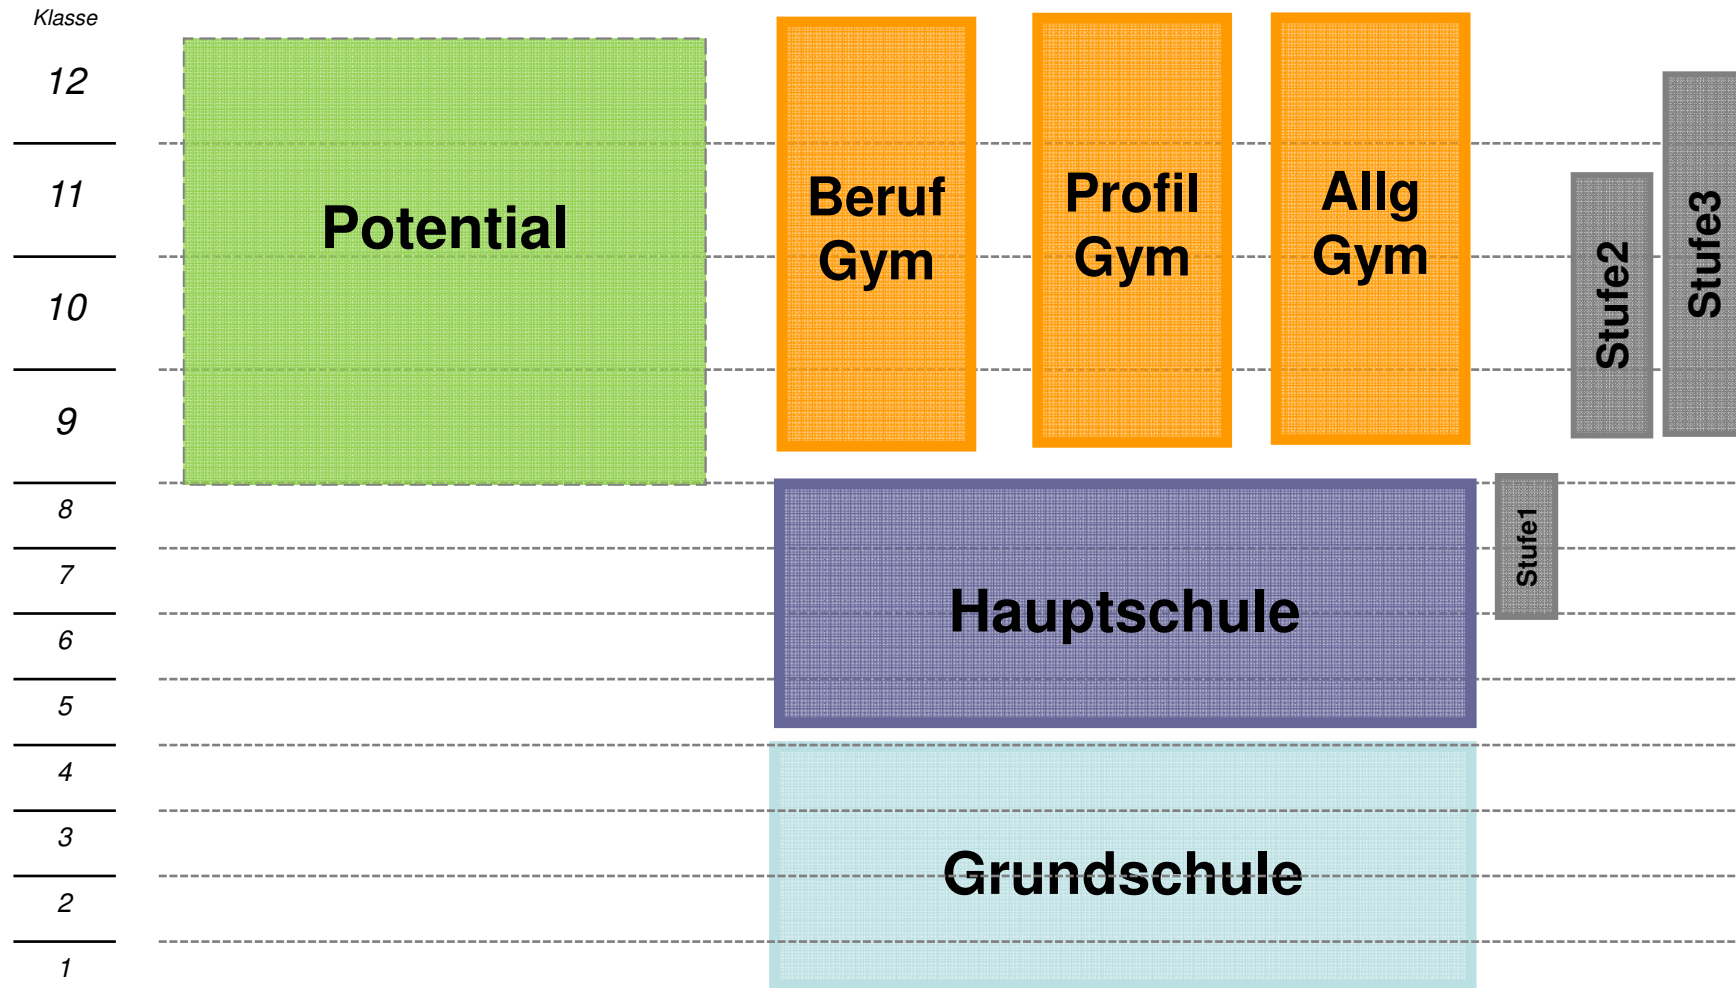 Klasse
12
11
10
9
8
7
6
5
4
3
2
1
Potential
Beruf
Gym
Profil
Gym
Allg
Gym
Stufe2
Stufe3
Stufe1
Hauptschule
Grundschule